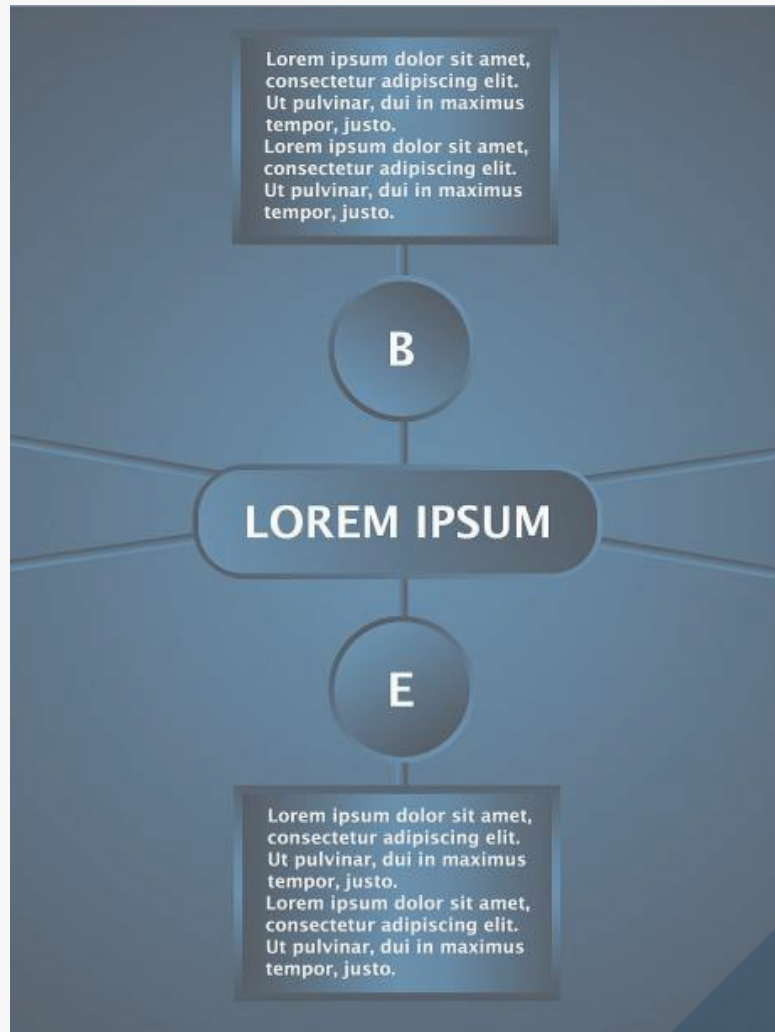 Lorem ipsum dolor sit amet,
consectetur adipiscing elit.
Ut pulvinar, dui in maximus
tempor, justo.
Lorem ipsum dolor sit amet,
consectetur adipiscing elit.
Ut pulvinar, dui in maximus
tempor, justo.
B
LOREM IPSUM
E
Lorem ipsum dolor sit amet,
consectetur adipiscing elit.
Ut pulvinar, dui in maximus
tempor, justo.
Lorem ipsum dolor sit amet,
consectetur adipiscing elit.
Ut pulvinar, dui in maximus
tempor, justo.